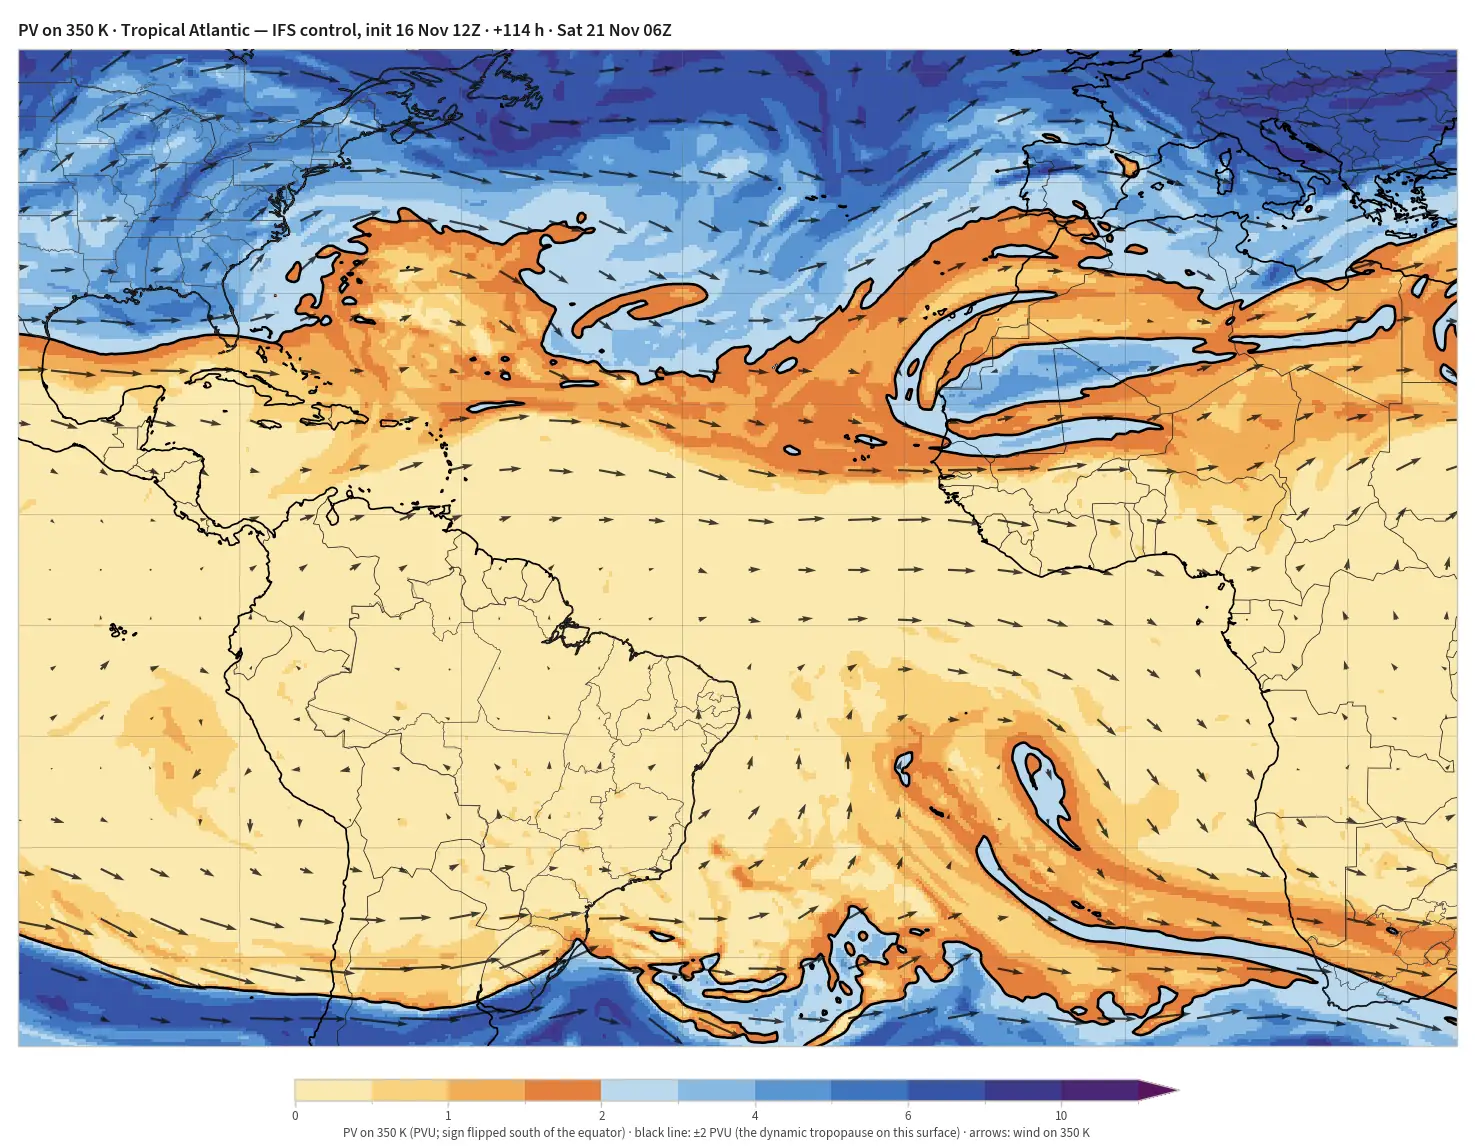 PV on 350 K · Tropical Atlantic — IFS control, init 16 Nov 12Z · +114 h · Sat 21 Nov 06Z
0 1 2 4 6 10
PV on 350 K (PVU; sign flipped south of the equator) · black line: ±2 PVU (the dynamic tropopause on this surface) · arrows: wind on 350 K